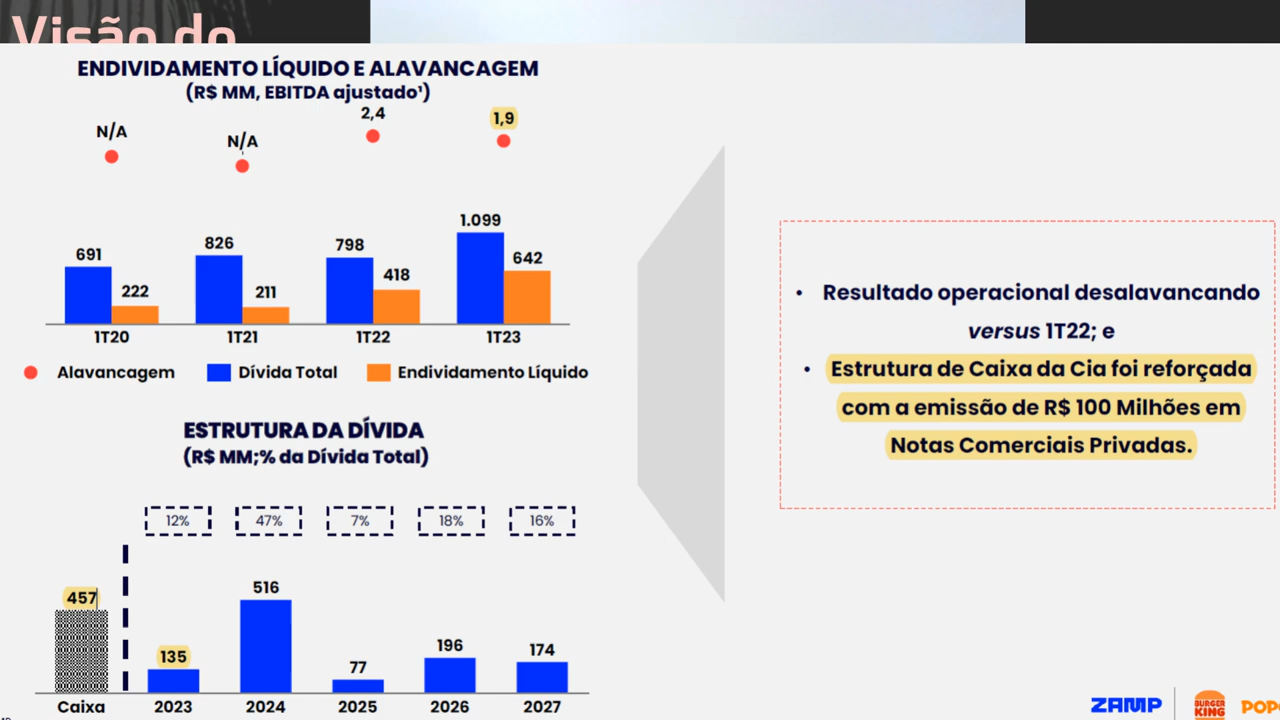 Visão do
ENDIVIDAMENTO LÍQUIDO E ALAVANCAGEM
(R$ MM, EBITDA ajustado¹)
N/A
N/A
2,4
1,9
691
222
826
211
798
418
1.099
642
1T20
1T21
1T22
1T23
Alavancagem
Dívida Total
Endividamento Líquido
ESTRUTURA DA DÍVIDA
(R$ MM;% da Dívida Total)
12%
47%
7%
18%
16%
457
135
516
77
196
174
Caixa
2023
2024
2025
2026
2027
• Resultado operacional desalavancando
versus 1T22; e
• Estrutura de Caixa da Cia foi reforçada
com a emissão de R$ 100 Milhões em
Notas Comerciais Privadas.
ZAMP
BURGER
KING
POP